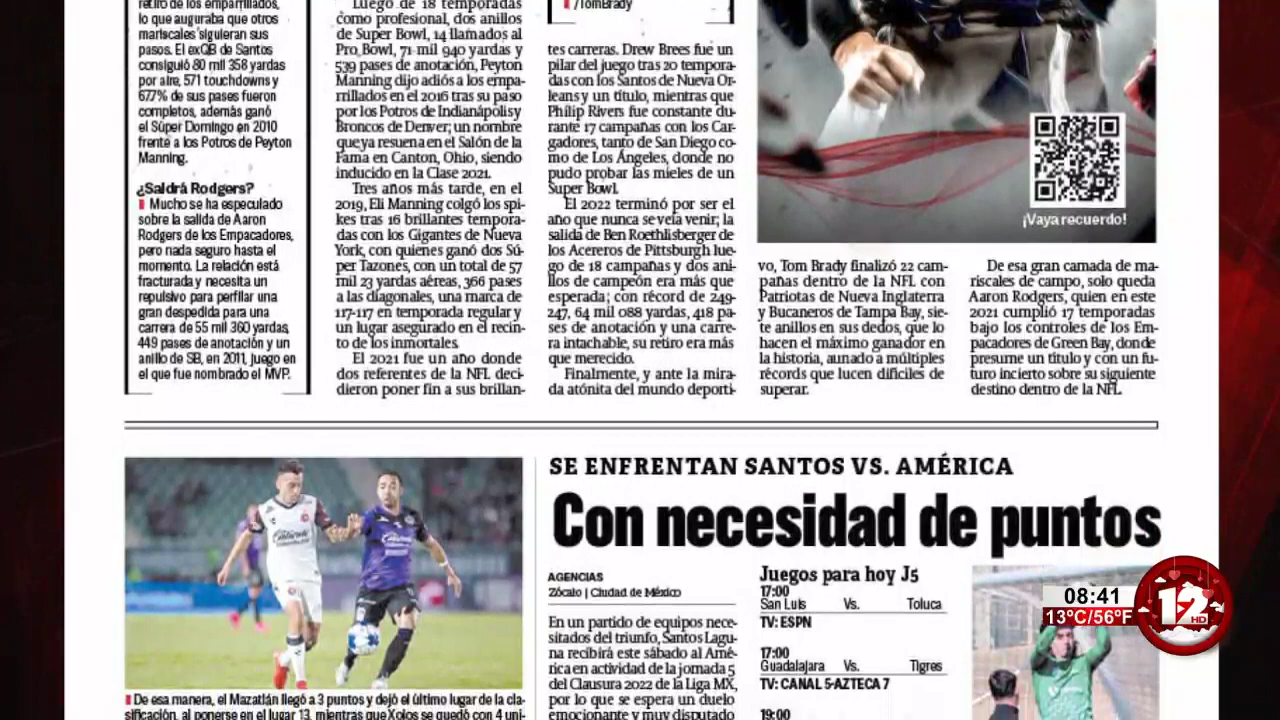 retiro de los emparrillados,
lo que auguraba que otros
mariscales siguieran sus
pasos. El exQB de Santos
consiguió 80 mil 358 yardas
por aire, 571 touchdowns y
67.7% de sus pases fueron
completos, además ganó
el Súper Domingo en 2010
frente a los Potros de Peyton
Manning.
¿Saldrá Rodgers?
Mucho se ha especulado
sobre la salida de Aaron
Rodgers de los Empacadores,
pero nada seguro hasta el
momento. La relación está
fracturada y necesita un
repulsivo para perfilar una
gran despedida para una
carrera de 55 mil 360 yardas,
449 pases de anotación y un
anillo de SB, en 2011, juego en
el que fue nombrado el MVP.
Luego de 18 temporadas
como profesional, dos anillos
de Super Bowl, 14 llamados al
Pro Bowl, 71 mil 940 yardas y
539 pases de anotación, Peyton
Manning dijo adiós a los empa-
rrillados en el 2016 tras su paso
por los Potros de Indianápolis y
Broncos de Denver; un nombre
que ya resuena en el Salón de la
Fama en Canton, Ohio, siendo
inducido en la Clase 2021.
Tres años más tarde, en el
2019, Eli Manning colgó los spi-
kes tras 16 brillantes tempora-
das con los Gigantes de Nueva
York, con quienes ganó dos Sú-
per Tazones, con un total de 57
mil 23 yardas aéreas, 366 pases
a las diagonales, una marca de
117-117 en temporada regular y
un lugar asegurado en el recin-
to de los inmortales.
El 2021 fue un año donde
dos referentes de la NFL deci-
dieron poner fin a sus brillan-
/TomBrady
tes carreras. Drew Brees fue un
pilar del juego tras 20 tempora-
das con los Santos de Nueva Or-
leans y un título, mientras que
Philip Rivers fue constante du-
rante 17 campañas con los Car-
gadores, tanto de San Diego co-
mo de Los Ángeles, donde no
pudo probar las mieles de un
Super Bowl.
El 2022 terminó por ser el
año que nunca se veía venir; la
salida de Ben Roethlisberger de
los Acereros de Pittsburgh lue-
go de 18 campañas y dos ani-
llos de campeón era más que
esperada; con récord de 249-
247, 64 mil 088 yardas, 418 pa-
ses de anotación y una carre-
ra intachable, su retiro era más
que merecido.
Finalmente, y ante la mira-
da atónita del mundo deporti-
¡Vaya recuerdo!
vo, Tom Brady finalizó 22 cam-
pañas dentro de la NFL con
Patriotas de Nueva Inglaterra
y Bucaneros de Tampa Bay, sie-
te anillos en sus dedos, que lo
hacen el máximo ganador en
la historia, aunado a múltiples
récords que lucen difíciles de
superar.
De esa gran camada de ma-
riscales de campo, solo queda
Aaron Rodgers, quien en este
2021 cumplió 17 temporadas
bajo los controles de los Em-
pacadores de Green Bay, donde
presume un título y con un fu-
turo incierto sobre su siguiente
destino dentro de la NFL.
De esa manera, el Mazatlán llegó a 3 puntos y dejó el último lugar de la cla-
sificación, al ponerse en el lugar 13, mientras que Xolos se quedó con 4 uni-
SE ENFRENTAN SANTOS VS. AMÉRICA
Con necesidad de puntos
AGENCIAS
Zócalo | Ciudad de México
En un partido de equipos nece-
sitados del triunfo, Santos Lagu-
na recibirá este sábado al Amé-
rica en actividad de la jornada 5
del Clausura 2022 de la Liga MX,
por lo que se espera un duelo
emocionante y muy disputado
Juegos para hoy J5
17:00
San Luis Vs. Toluca
TV: ESPN
17:00
Guadalajara Vs. Tigres
TV: CANAL 5-AZTECA 7
19:00
08:41
13°C/56°F
12
HD